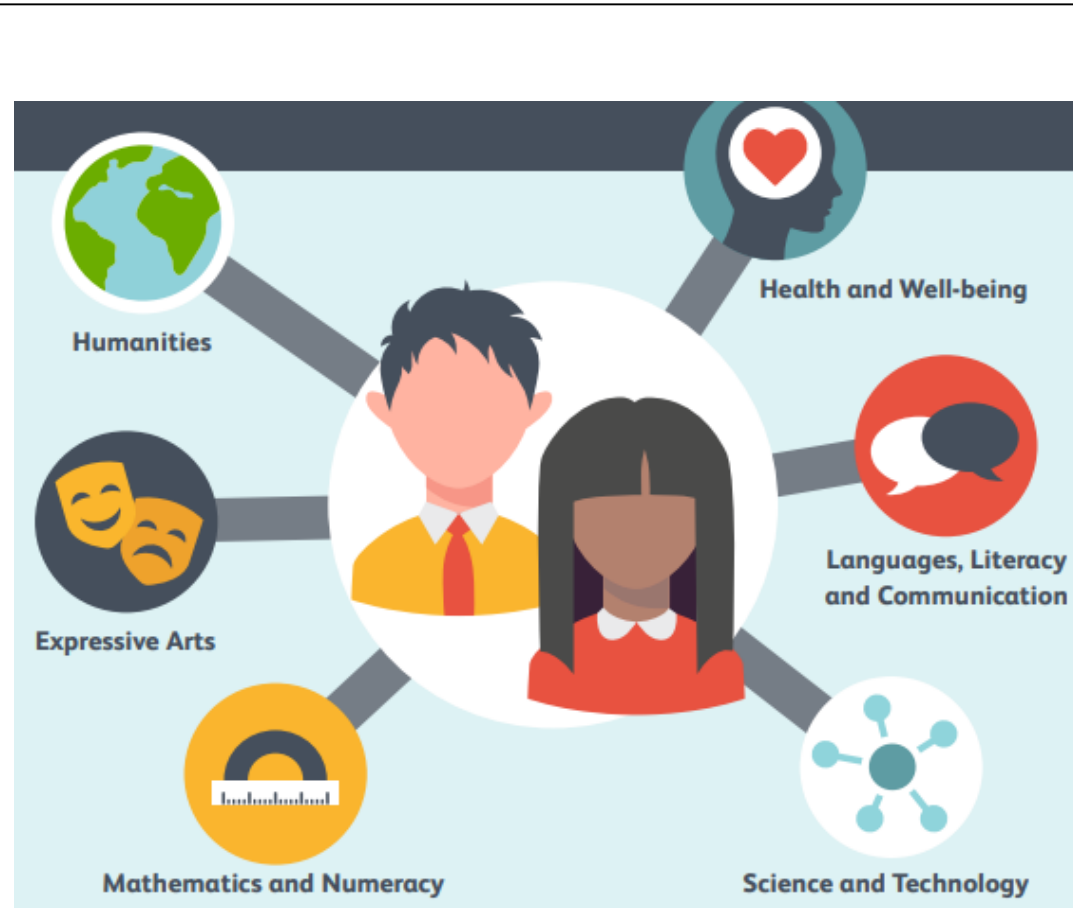 Health and Well-being
Humanities
Languages, Literacy
and Communication
Expressive Arts
Mathematics and Numeracy
Science and Technology